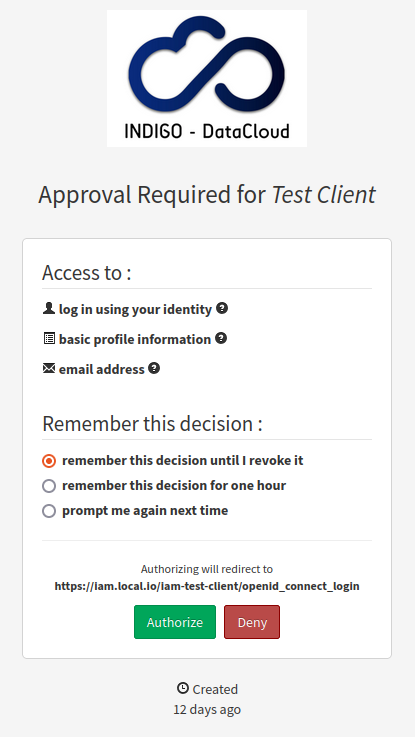 INDIGO - DataCloud
Approval Required for Test Client
Access to :
log in using your identity
basic profile information
email address
Remember this decision :
remember this decision until I revoke it
remember this decision for one hour
prompt me again next time
Authorizing will redirect to
https://iam.local.io/iam-test-client/openid_connect_login
Authorize Deny
Created
12 days ago